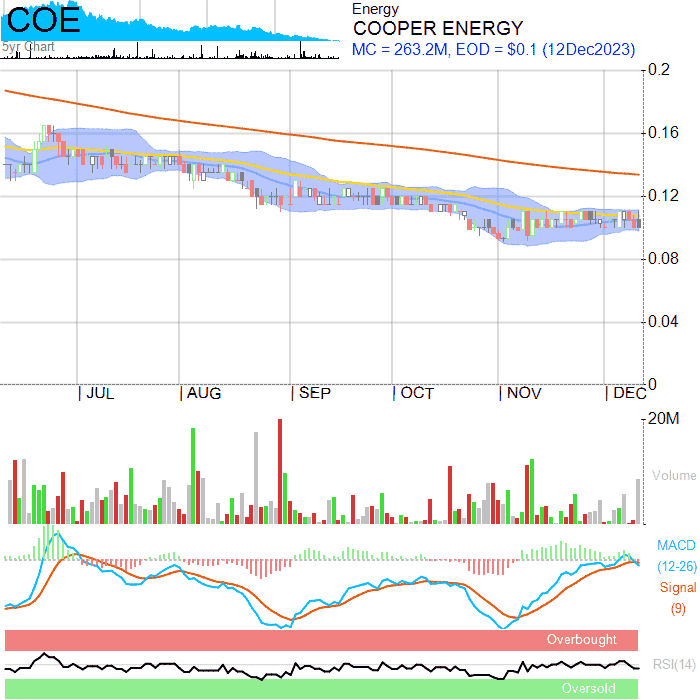 COE
5yr Chart
Energy
COOPER ENERGY
MC = 263.2M, EOD = $0.1 (12Dec2023)
0.2
0.16
0.12
0.08
0.04
0
| JUL | AUG | SEP | OCT | NOV | DEC
20M
Volume
MACD
(12-26)
Signal
(9)
Overbought
RSI(14)
Oversold